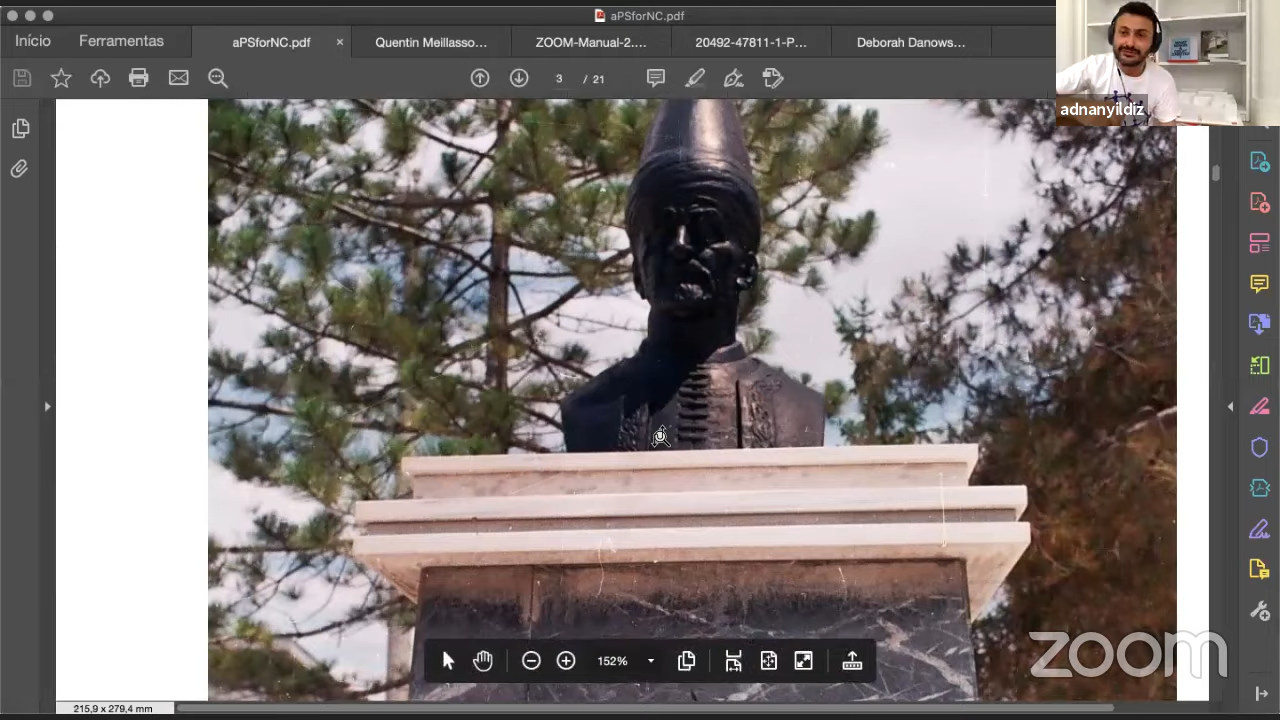 aPSforNC.pdf
Início
Ferramentas
aPSforNC.pdf
Quentin Meillasso...
ZOOM-Manual-2....
20492-47811-1-P...
Deborah Danows...
3 / 21
adnanyildiz
152%
zoom
215,9 x 279,4 mm